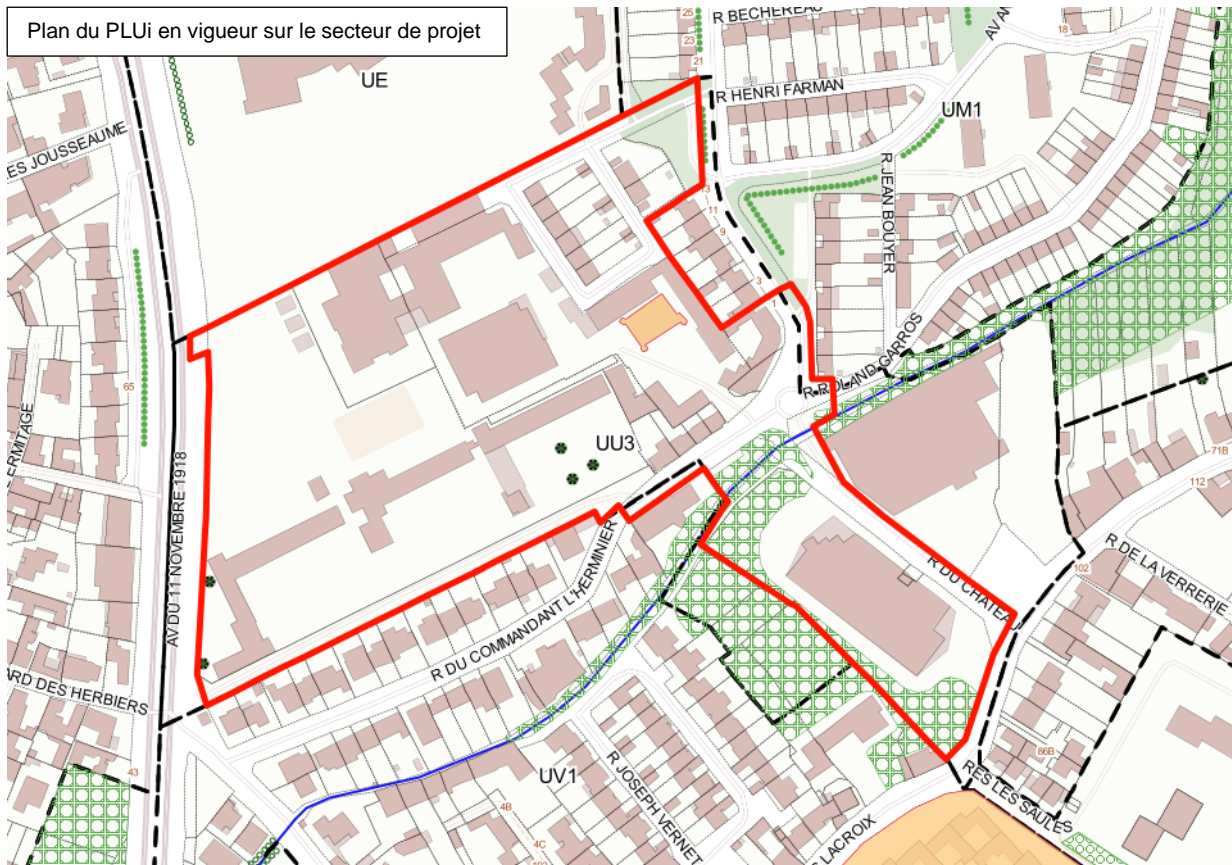 Plan du PLUi en vigueur sur le secteur de projet
25
R BECHEREAU
23
AV A
18
21
UE
R HENRI FARMAN
UM1
ES JOUSSEAUME
R JEAN BOUYER
13
11
9
3
1
65
ERMITAGE
R ROLAND GARROS
UU3
71B
112
AV DU 11 NOVEMBRE 1918
R DE LA VERRERIE
102
R DU CHATEAU
R DU COMMANDANT L'HERMINIER
ARD DES HERBIERS
43
86B
UV1
R JOSEPH VERNET
RES LES SAULES
4B
4C
S LACROIX